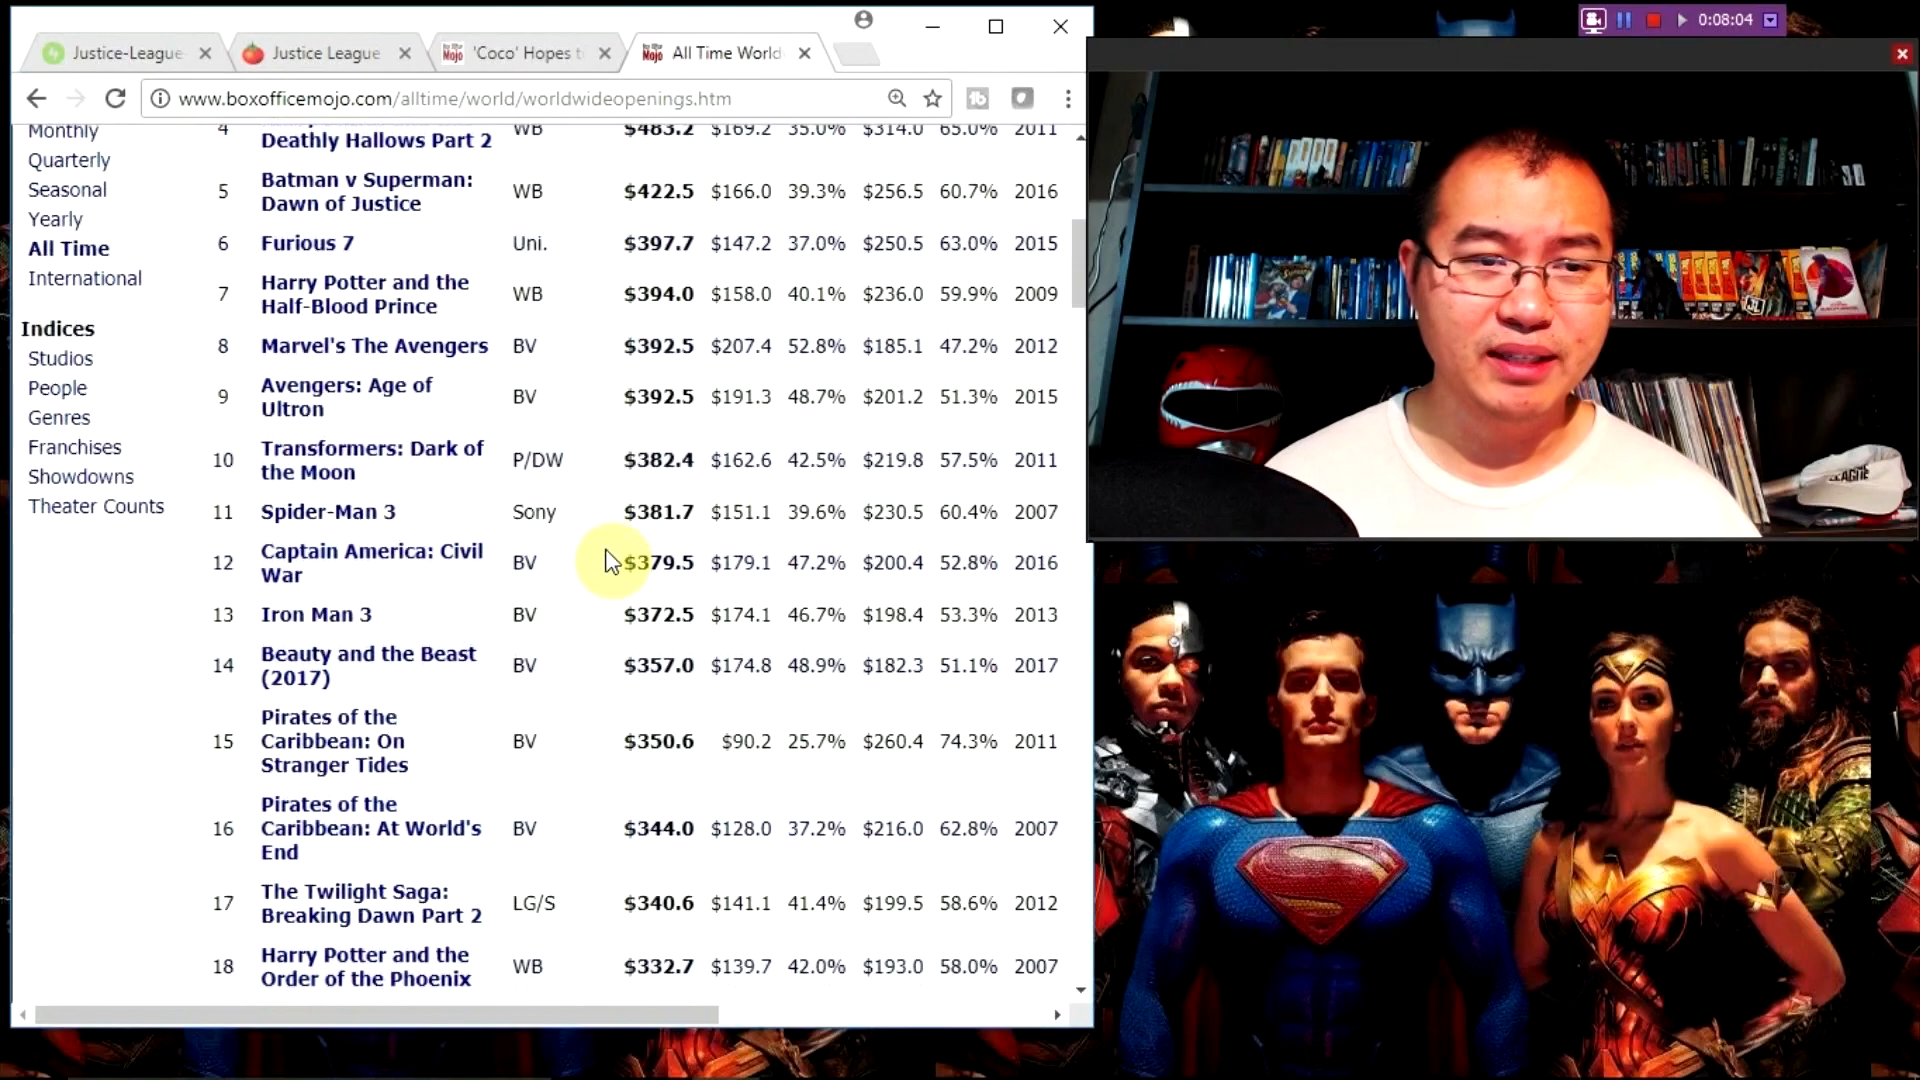 0:08:04
Justice-League
Justice League
'Coco' Hopes t
All Time World
www.boxofficemojo.com/alltime/world/worldwideopenings.htm
Monthly
Quarterly
Seasonal
Yearly
All Time
International
Indices
Studios
People
Genres
Franchises
Showdowns
Theater Counts
4 Deathly Hallows Part 2 WB $483.2 $169.2 35.0% $314.0 65.0% 2011
5 Batman v Superman: Dawn of Justice WB $422.5 $166.0 39.3% $256.5 60.7% 2016
6 Furious 7 Uni. $397.7 $147.2 37.0% $250.5 63.0% 2015
7 Harry Potter and the Half-Blood Prince WB $394.0 $158.0 40.1% $236.0 59.9% 2009
8 Marvel's The Avengers BV $392.5 $207.4 52.8% $185.1 47.2% 2012
9 Avengers: Age of Ultron BV $392.5 $191.3 48.7% $201.2 51.3% 2015
10 Transformers: Dark of the Moon P/DW $382.4 $162.6 42.5% $219.8 57.5% 2011
11 Spider-Man 3 Sony $381.7 $151.1 39.6% $230.5 60.4% 2007
12 Captain America: Civil War BV $379.5 $179.1 47.2% $200.4 52.8% 2016
13 Iron Man 3 BV $372.5 $174.1 46.7% $198.4 53.3% 2013
14 Beauty and the Beast (2017) BV $357.0 $174.8 48.9% $182.3 51.1% 2017
15 Pirates of the Caribbean: On Stranger Tides BV $350.6 $90.2 25.7% $260.4 74.3% 2011
16 Pirates of the Caribbean: At World's End BV $344.0 $128.0 37.2% $216.0 62.8% 2007
17 The Twilight Saga: Breaking Dawn Part 2 LG/S $340.6 $141.1 41.4% $199.5 58.6% 2012
18 Harry Potter and the Order of the Phoenix WB $332.7 $139.7 42.0% $193.0 58.0% 2007